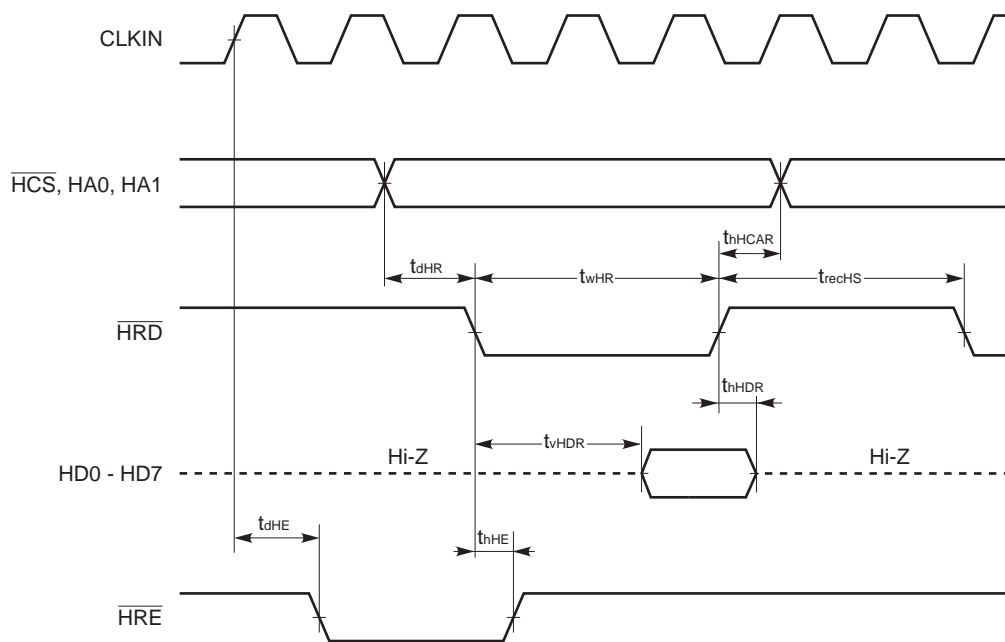 CLKIN
HCS, HA0, HA1
thHCAR
tdHR
twHR
trecHS
HRD
thHDR
tvHDR
Hi-Z
Hi-Z
HD0 - HD7
tdHE
thHE
HRE